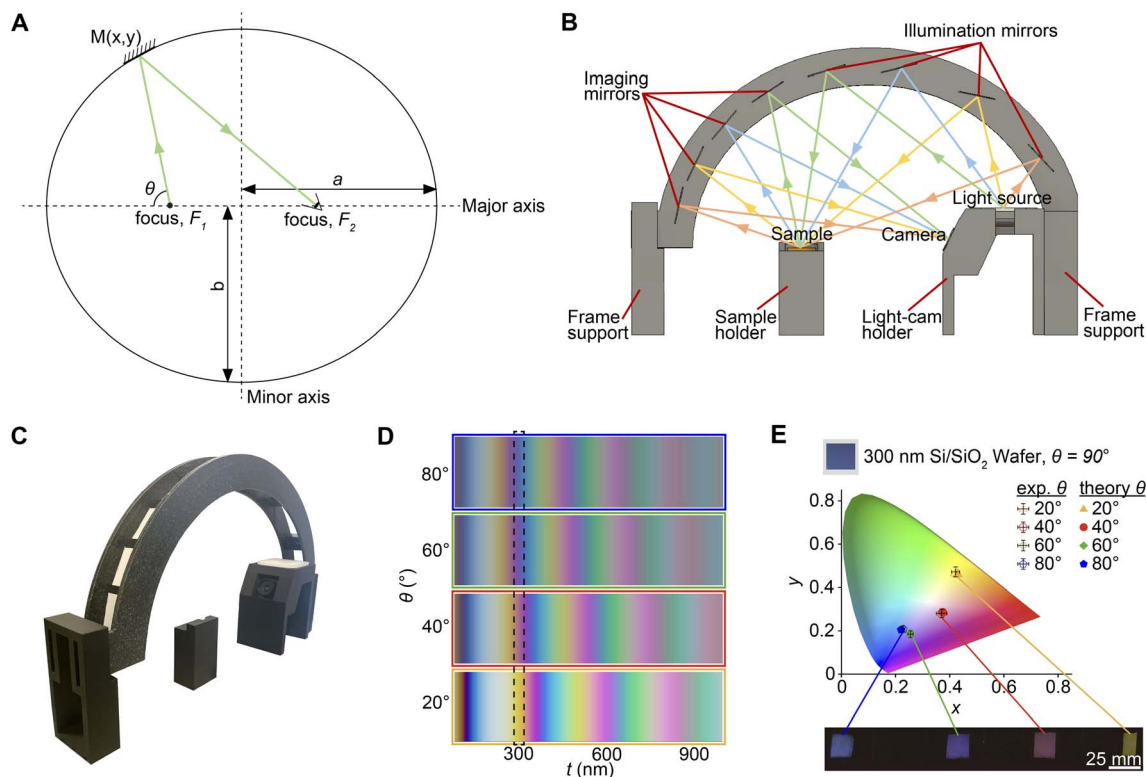 A
M(x,y)
θ
a
focus, F₁
focus, F₂
Major axis
b
Minor axis
B
Illumination mirrors
Imaging
mirrors
Light source
Sample
Camera
Frame
support
Sample
holder
Light-cam
holder
Frame
support
C
D
80°
60°
40°
20°
θ (°)
300
600
900
t (nm)
E
300 nm Si/SiO₂ Wafer, θ = 90°
exp. θ
theory θ
20°
20°
40°
40°
60°
60°
80°
80°
0.8
0.6
0.4
0.2
0
y
0
0.2
0.4
0.6
0.8
x
25 mm